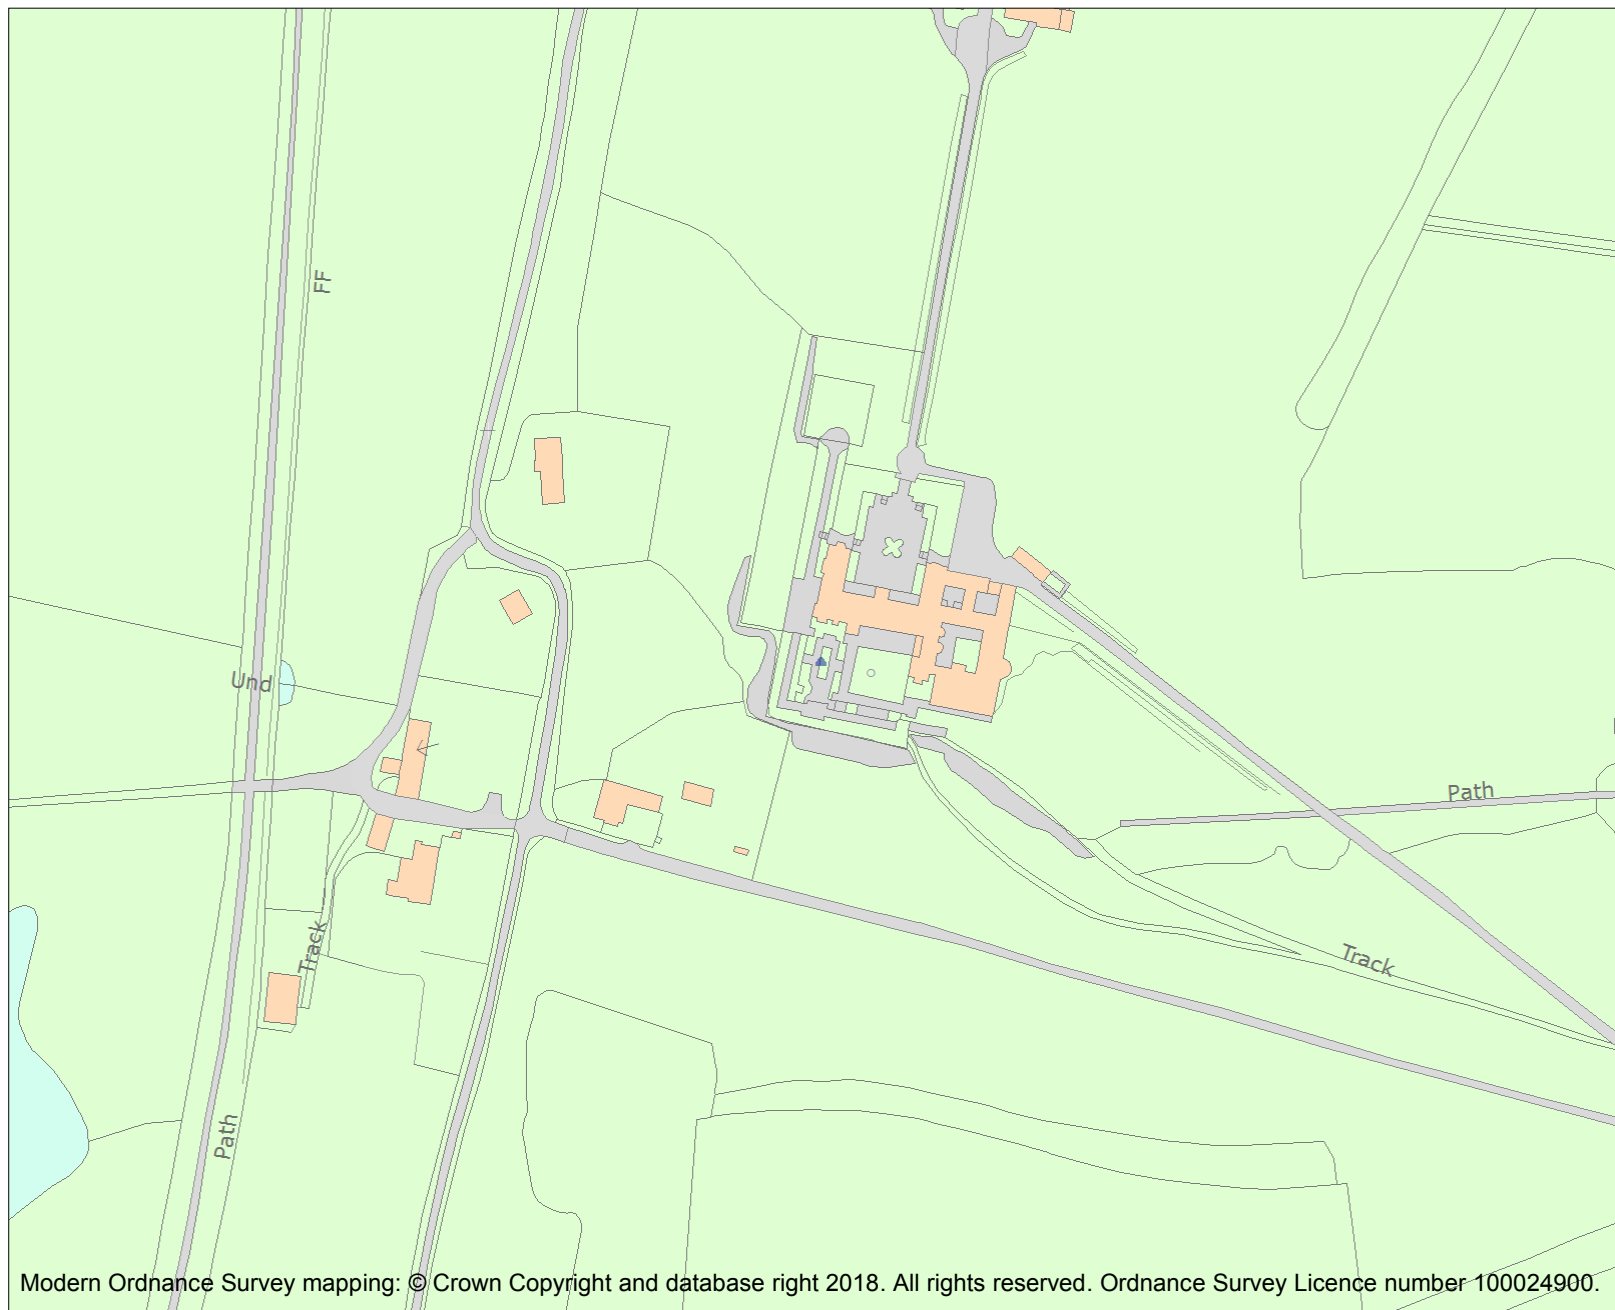 FF
Und
Path
Track
Track
Path
Modern Ordnance Survey mapping: © Crown Copyright and database right 2018. All rights reserved. Ordnance Survey Licence number 100024900.